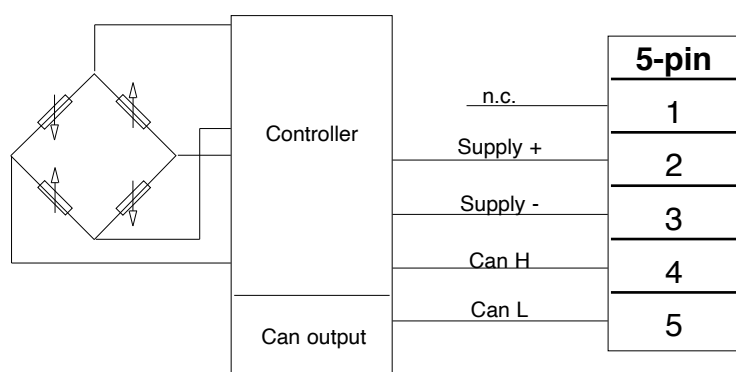 5-pin
n.c.
1
Controller
Supply +
2
Supply -
3
Can H
4
Can L
5
Can output